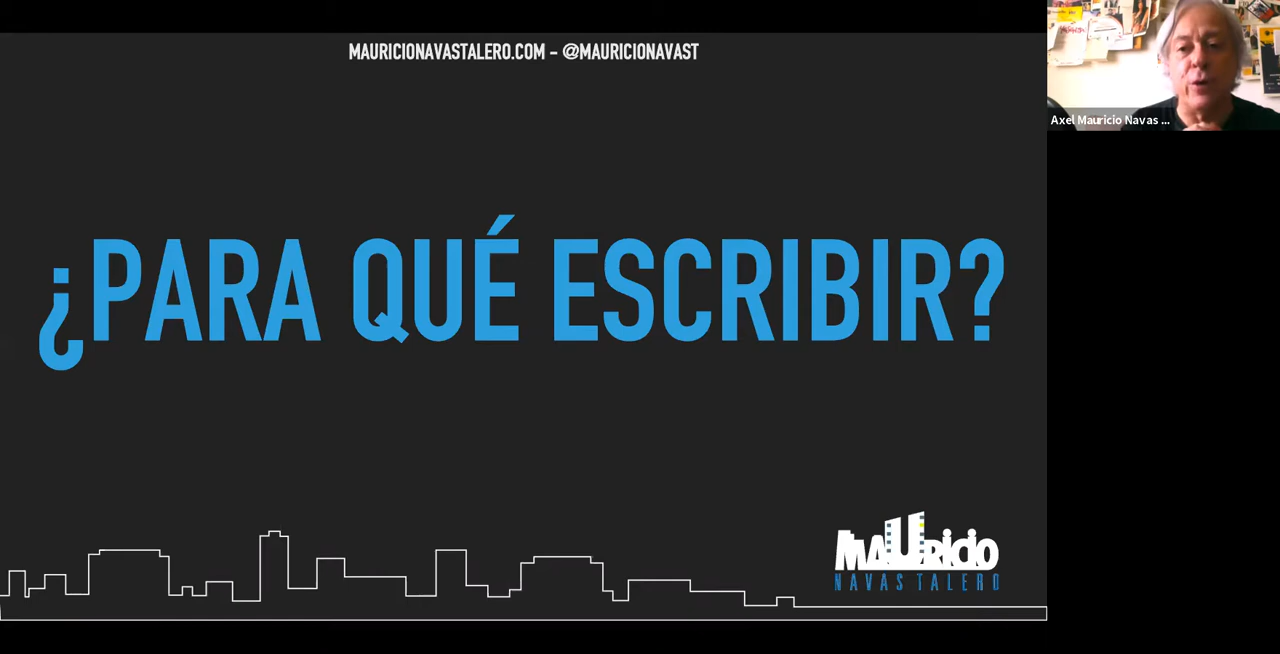 MAURICIONAVASTALERO.COM - @MAURICIONAVAST
Axel Mauricio Navas ...
¿PARA QUÉ ESCRIBIR?
MAURICIO
NAVAS TALERO